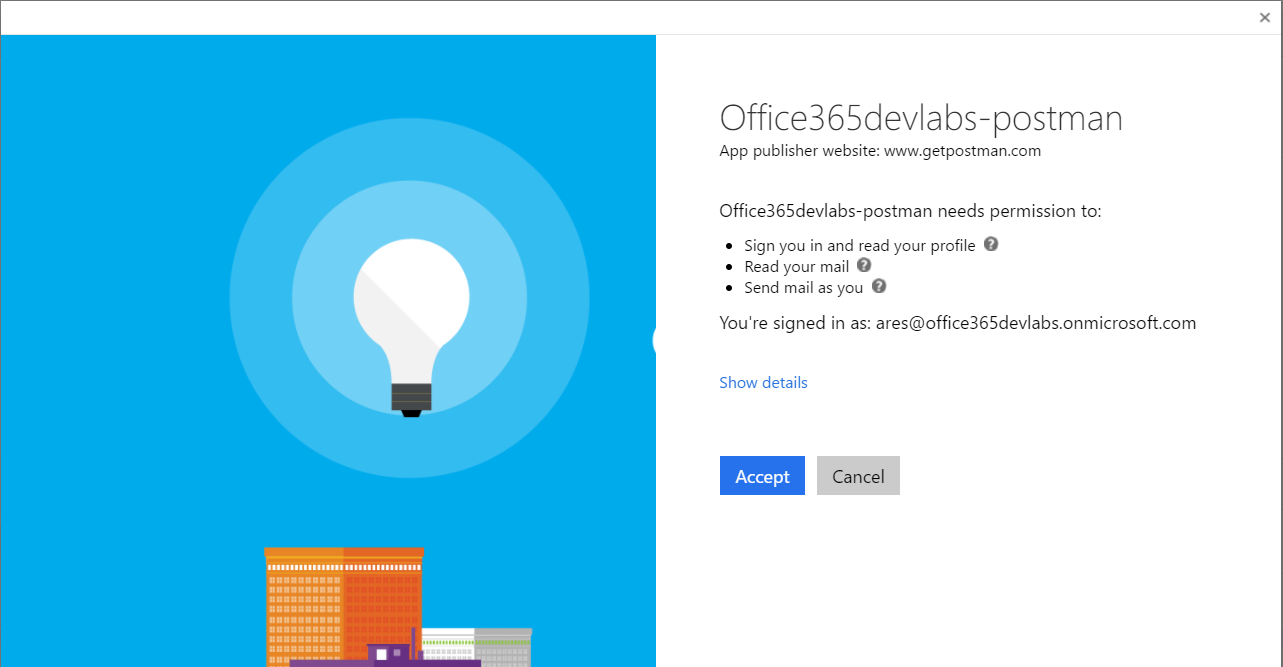 Office365devlabs-postman
App publisher website: www.getpostman.com
Office365devlabs-postman needs permission to:
Sign you in and read your profile
Read your mail
Send mail as you
You're signed in as: ares@office365devlabs.onmicrosoft.com
Show details
Accept Cancel